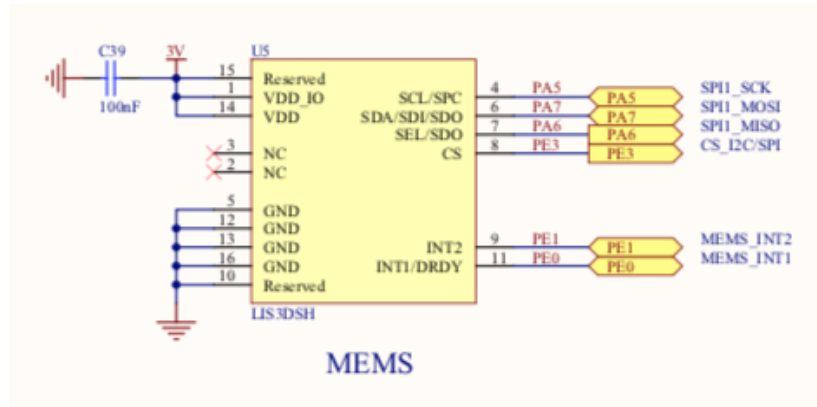 C39 3V U5
100nF
15 Reserved
1 VDD_IO SCL/SPC 4 PA5 PA5 SPI1_SCK
14 VDD SDA/SDI/SDO 6 PA7 PA7 SPI1_MOSI
SEL/SDO 7 PA6 PA6 SPI1_MISO
3 NC CS 8 PE3 PE3 CS_I2C/SPI
2 NC
5 GND
12 GND
13 GND INT2 9 PE1 PE1 MEMS_INT2
16 GND INT1/DRDY 11 PE0 PE0 MEMS_INT1
10 Reserved
LIS3DSH
MEMS